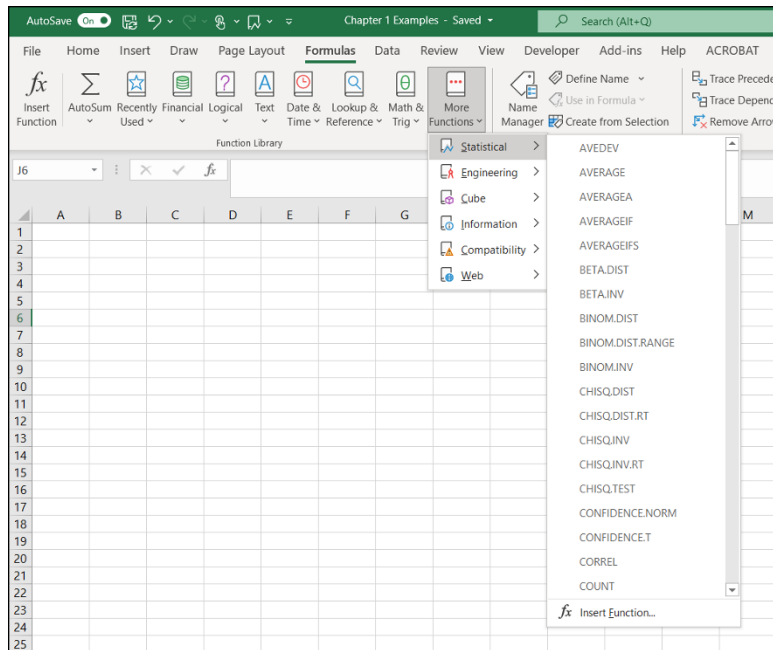 AutoSave On Chapter 1 Examples - Saved Search (Alt+Q)
File Home Insert Draw Page Layout Formulas Data Review View Developer Add-ins Help ACROBAT
fx Insert Function
AutoSum
Recently Used
Financial
Logical
Text
Date & Time
Lookup & Reference
Math & Trig
More Functions
Name Manager
Define Name
Use in Formula
Create from Selection
Trace Precede
Trace Depend
Remove Arro
Function Library
J6 fx
A B C D E F G M
Statistical
Engineering
Cube
Information
Compatibility
Web
AVEDEV
AVERAGE
AVERAGEA
AVERAGEIF
AVERAGEIFS
BETA.DIST
BETA.INV
BINOM.DIST
BINOM.DIST.RANGE
BINOM.INV
CHISQ.DIST
CHISQ.DIST.RT
CHISQ.INV
CHISQ.INV.RT
CHISQ.TEST
CONFIDENCE.NORM
CONFIDENCE.T
CORREL
COUNT
fx Insert Function...
1
2
3
4
5
6
7
8
9
10
11
12
13
14
15
16
17
18
19
20
21
22
23
24
25